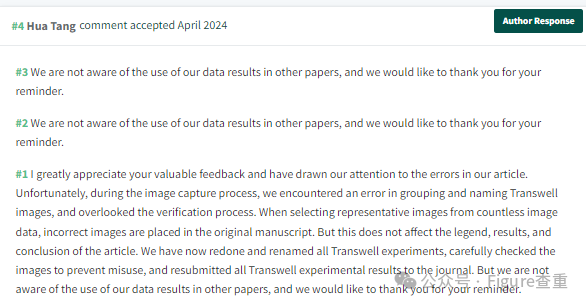 #4 Hua Tang comment accepted April 2024
Author Response
#3 We are not aware of the use of our data results in other papers, and we would like to thank you for your
reminder.
#2 We are not aware of the use of our data results in other papers, and we would like to thank you for your
reminder.
#1 I greatly appreciate your valuable feedback and have drawn our attention to the errors in our article.
Unfortunately, during the image capture process, we encountered an error in grouping and naming Transwell
images, and overlooked the verification process. When selecting representative images from countless image
data, incorrect images are placed in the original manuscript. But this does not affect the legend, results, and
conclusion of the article. We have now redone and renamed all Transwell experiments, carefully checked the
images to prevent misuse, and resubmitted all Transwell experimental results to the journal. But we are not
aware of the use of our data results in other papers, and we would like to thank you for your reminder.
公众号 · Figure查重